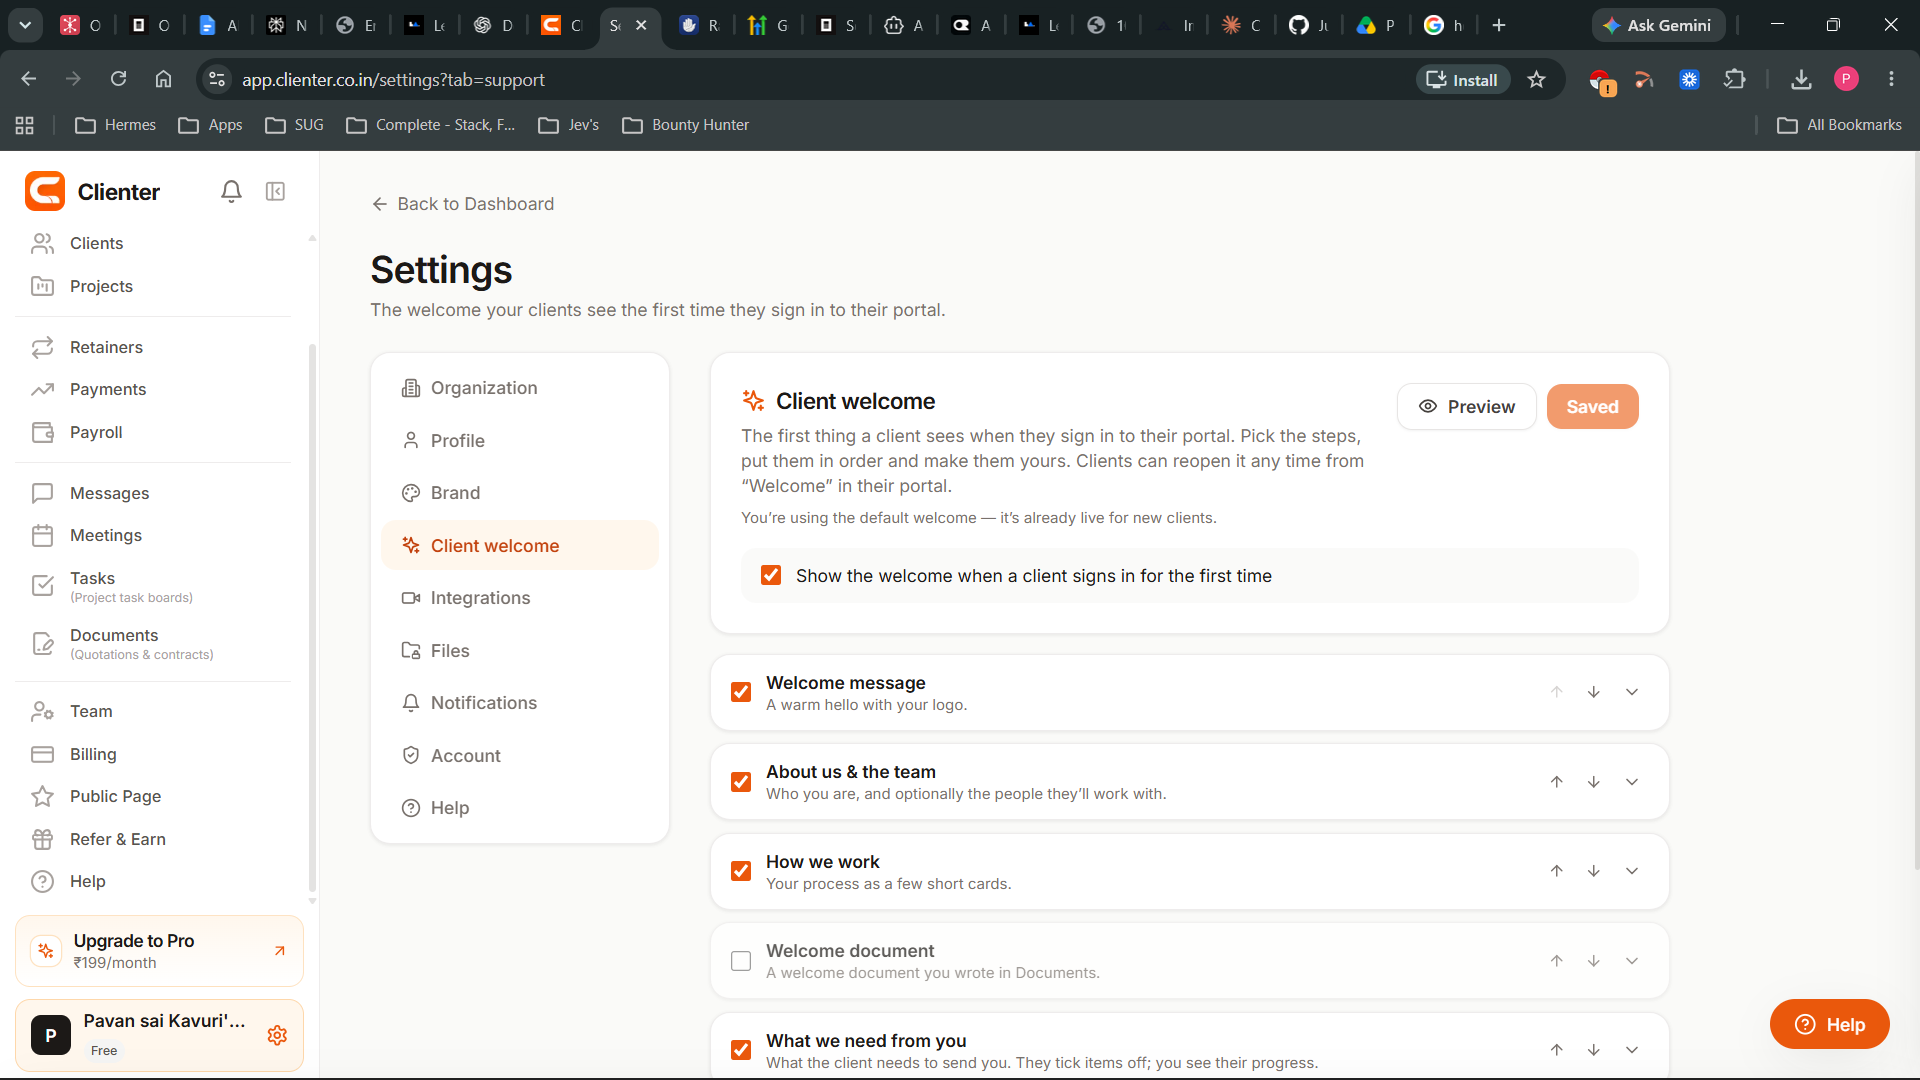 O
O
A
N
Er
Le
D
Cl
Se
R
G
S
A
A
Lo
1
In
C
Ju
P
h
Ask Gemini
app.clienter.co.in/settings?tab=support
Install
P
Hermes
Apps
SUG
Complete - Stack, F...
Jev's
Bounty Hunter
All Bookmarks
Clienter
Clients
Projects
Retainers
Payments
Payroll
Messages
Meetings
Tasks
(Project task boards)
Documents
(Quotations & contracts)
Team
Billing
Public Page
Refer & Earn
Help
Upgrade to Pro
₹199/month
P
Pavan sai Kavuri'...
Free
Back to Dashboard
Settings
The welcome your clients see the first time they sign in to their portal.
Organization
Profile
Brand
Client welcome
Integrations
Files
Notifications
Account
Help
Client welcome
Preview
Saved
The first thing a client sees when they sign in to their portal. Pick the steps,
put them in order and make them yours. Clients can reopen it any time from
“Welcome” in their portal.
You’re using the default welcome — it’s already live for new clients.
Show the welcome when a client signs in for the first time
Welcome message
A warm hello with your logo.
About us & the team
Who you are, and optionally the people they’ll work with.
How we work
Your process as a few short cards.
Welcome document
A welcome document you wrote in Documents.
What we need from you
What the client needs to send you. They tick items off; you see their progress.
Help